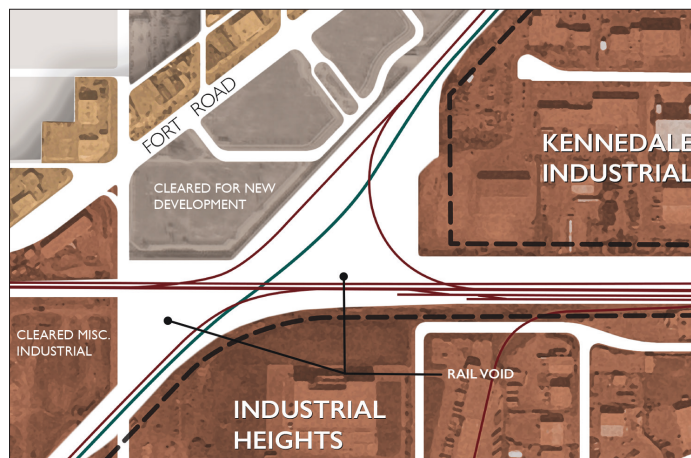 FORT ROAD
KENNEDALE
INDUSTRIAL
CLEARED FOR NEW
DEVELOPMENT
CLEARED MISC.
INDUSTRIAL
RAIL VOID
INDUSTRIAL
HEIGHTS